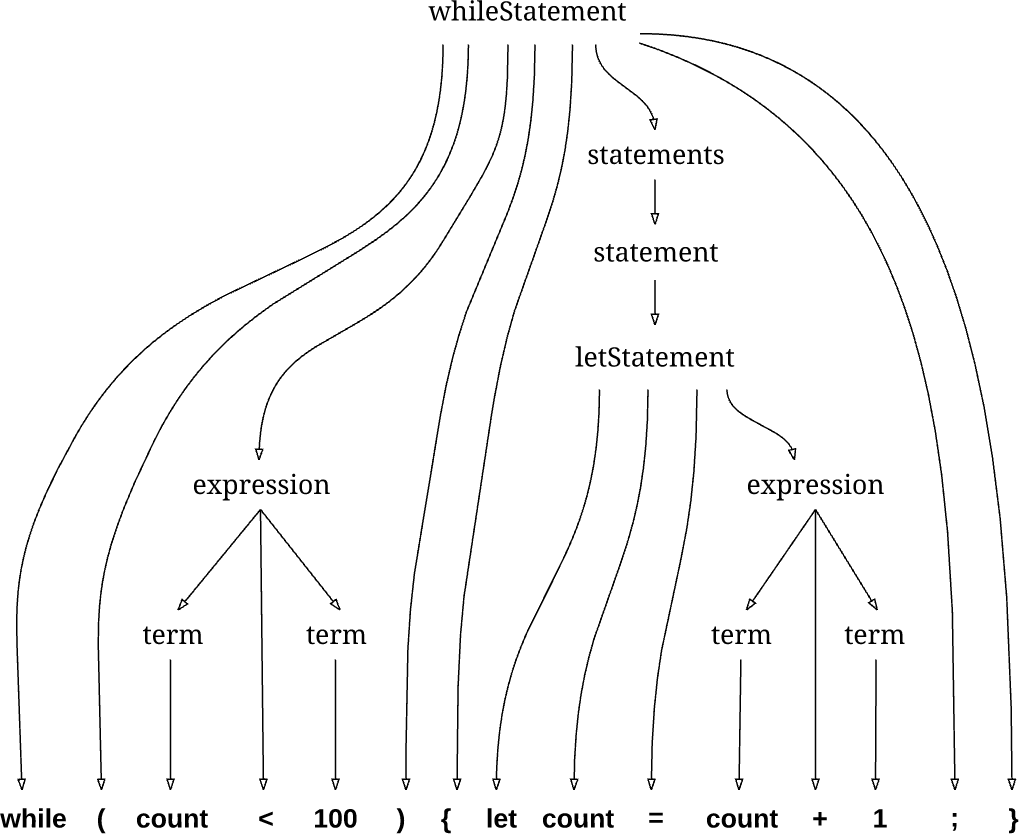 whileStatement
statements
statement
letStatement
expression expression
term term term term
while ( count < 100 ) { let count = count + 1 ; }